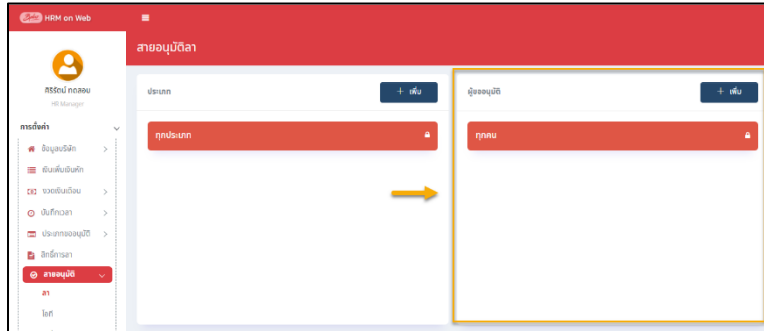 HRM on Web
สายอนุมัติลา
ศิริรัตน์ ทดสอบ
HR Manager
การตั้งค่า
ข้อมูลบริษัท
เงินเพิ่มเงินหัก
งวดเงินเดือน
บันทึกเวลา
ประเภทขออนุมัติ
สิทธิ์การลา
สายอนุมัติ
ลา
โอที
ประเภท
+ เพิ่ม
ทุกประเภท
ผู้ขออนุมัติ
+ เพิ่ม
ทุกคน